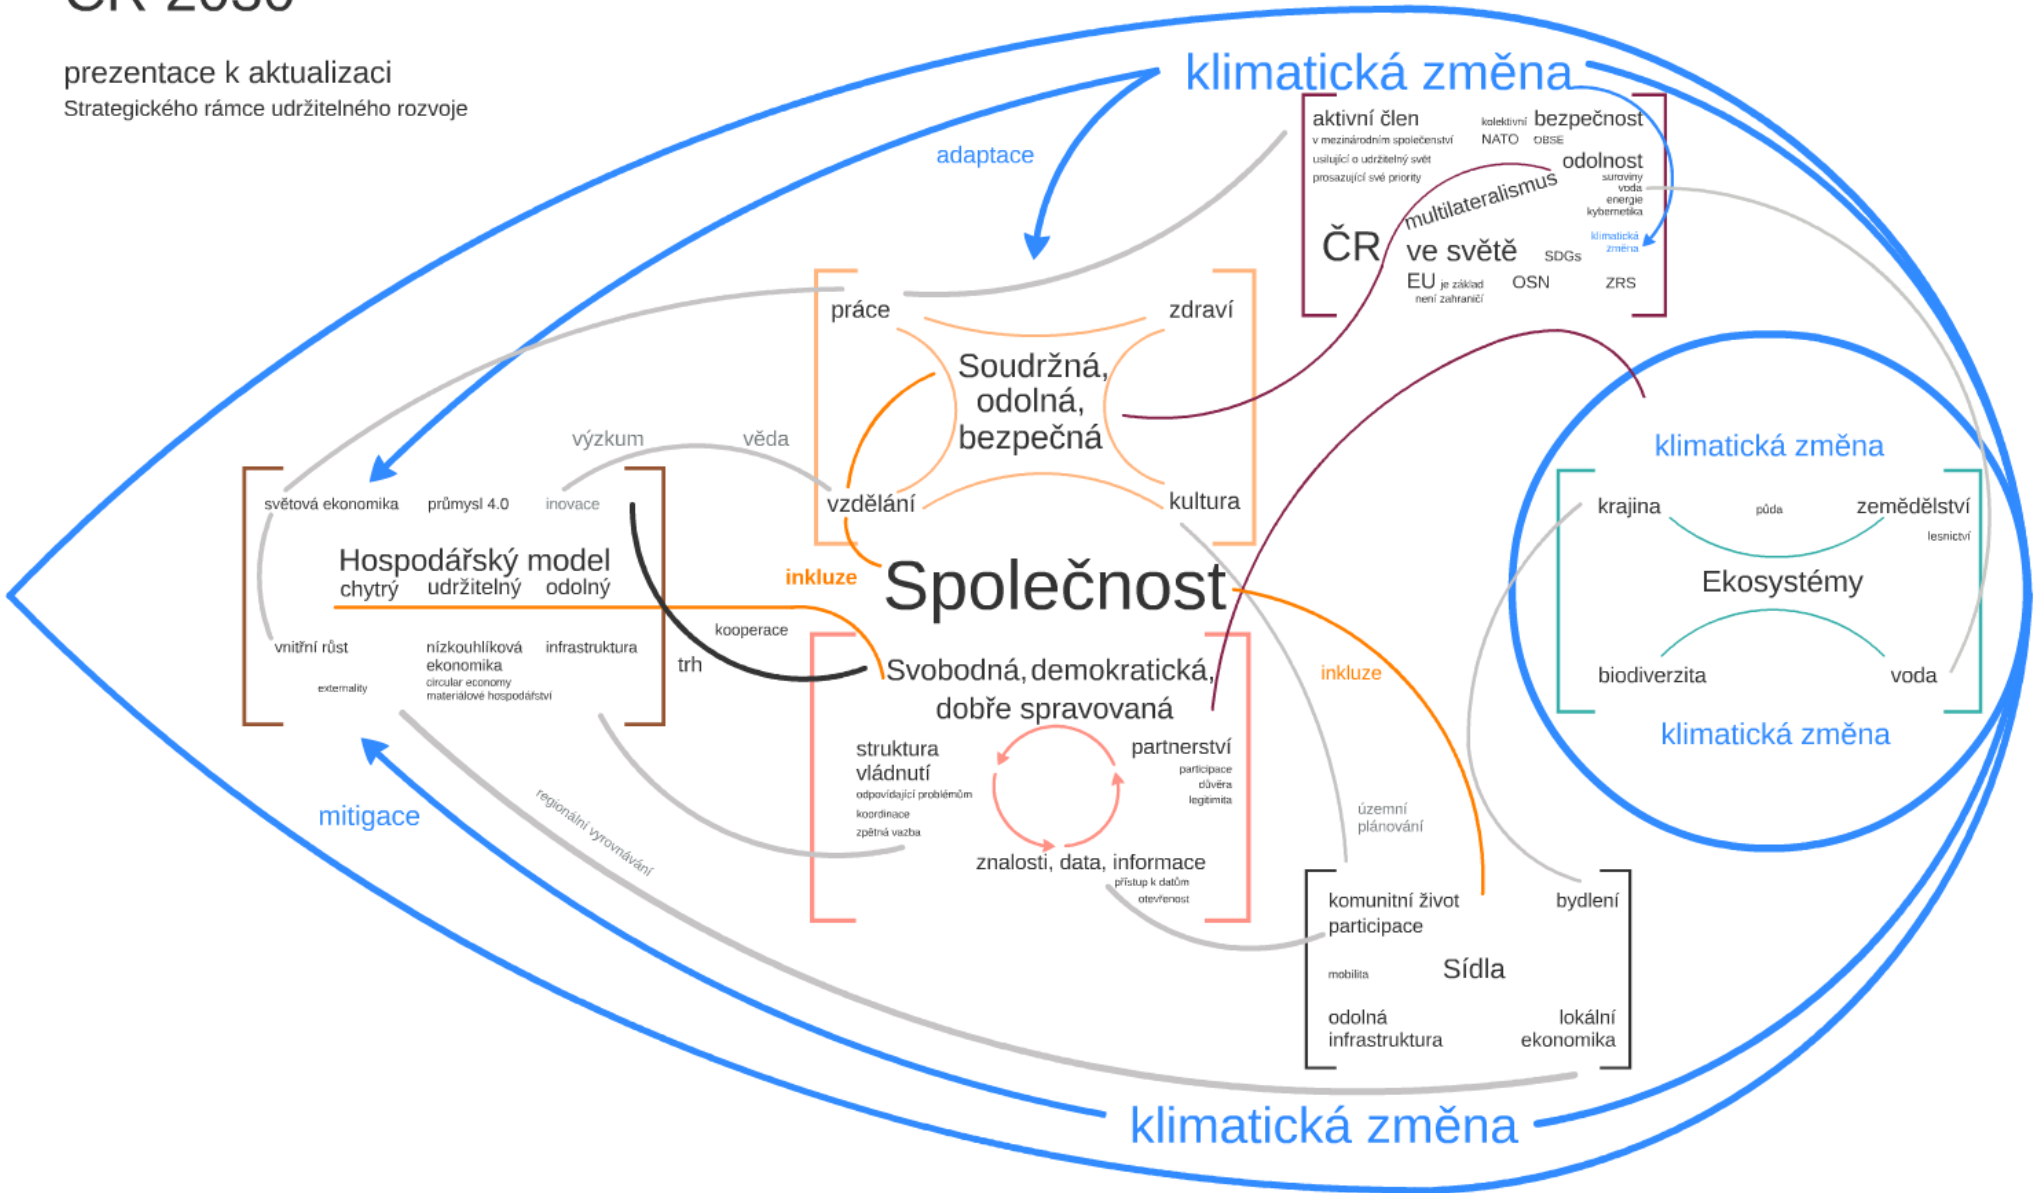 ČR 2030
prezentace k aktualizaci
Strategického rámce udržitelného rozvoje
klimatická změna
adaptace
aktivní člen
v mezinárodním společenství
usilující o udržitelný svět
prosazující své priority
kolektivní bezpečnost
NATO OBSE
odolnost
suroviny
voda
energie
kybernetika
multilateralismus
klimatická
změna
ČR ve světě
SDGs
EU je základ
není zahraničí
OSN
ZRS
práce
zdraví
Soudržná,
odolná,
bezpečná
vzdělání
kultura
výzkum
věda
světová ekonomika
průmysl 4.0
inovace
Hospodářský model
chytrý udržitelný odolný
vnitřní růst
nízkouhlíková
ekonomika
circular economy
materiálové hospodářství
infrastruktura
externality
inkluze
Společnost
kooperace
trh
Svobodná, demokratická,
dobře spravovaná
struktura
vládnutí
odpovídající problémům
koordinace
zpětná vazba
partnerství
participace
důvěra
legitimita
znalosti, data, informace
přístup k datům
otevřenost
inkluze
klimatická změna
krajina
půda
zemědělství
lesnictví
Ekosystémy
biodiverzita
voda
klimatická změna
mitigace
regionální vyrovnávání
územní
plánování
komunitní život
participace
bydlení
mobilita
Sídla
odolná
infrastruktura
lokální
ekonomika
klimatická změna